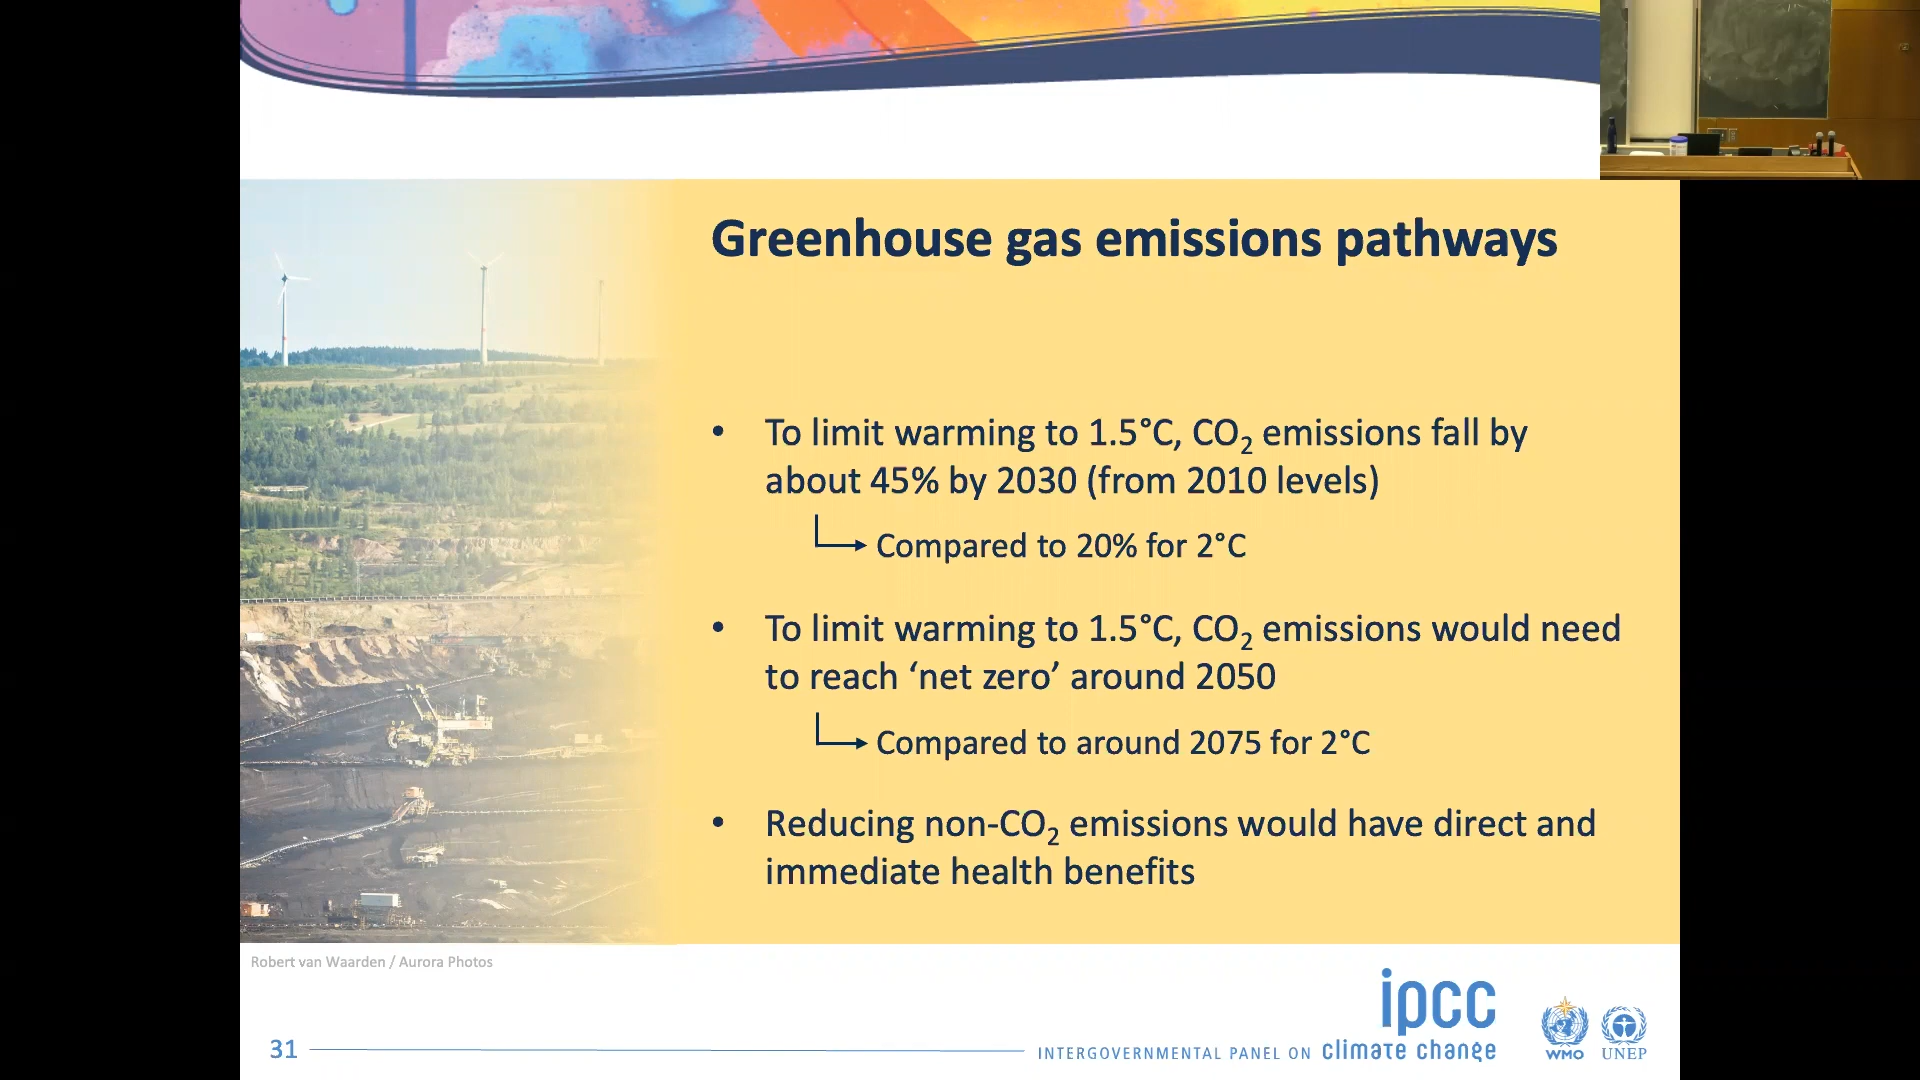 Greenhouse gas emissions pathways
• To limit warming to 1.5°C, CO₂ emissions fall by
about 45% by 2030 (from 2010 levels)
Compared to 20% for 2°C
• To limit warming to 1.5°C, CO₂ emissions would need
to reach ‘net zero’ around 2050
Compared to around 2075 for 2°C
• Reducing non-CO₂ emissions would have direct and
immediate health benefits
Robert van Waarden / Aurora Photos
31
INTERGOVERNMENTAL PANEL ON
ipcc
climate change
WMO
UNEP